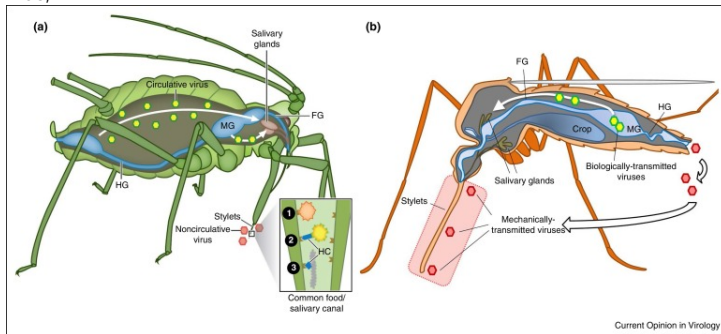 (a)
Salivary
glands
Circulative virus
FG
MG
HG
Stylets
Noncirculative
virus
1
2
HC
3
Common food/
salivary canal
(b)
FG
HG
Crop
MG
Biologically-transmitted
viruses
Salivary glands
Stylets
Mechanically-
transmitted viruses
Current Opinion in Virology